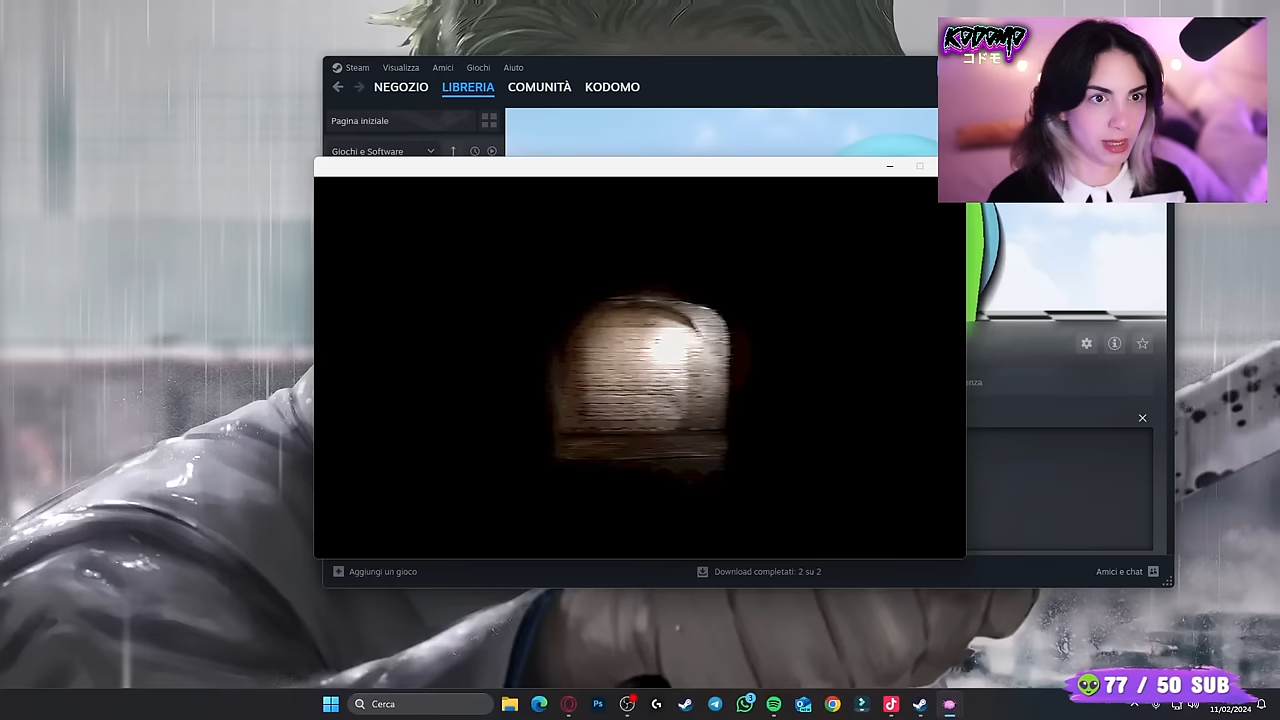 Steam Visualizza Amici Giochi Aiuto
NEGOZIO LIBRERIA COMUNITÀ KODOMO
Pagina iniziale
Giochi e Software
KODOMO
コドモ
Aggiungi un gioco
Download completati: 2 su 2
Amici e chat
77 / 50 SUB
Cerca
3
11/02/2024